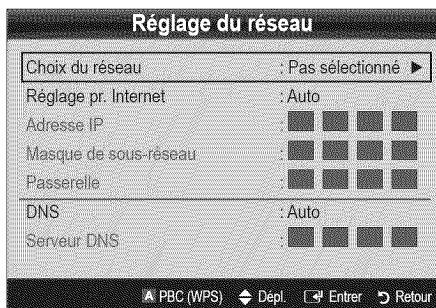 Réglage du réseau
Choix du réseau : Pas sélectionné ▶
Réglage pr. Internet : Auto
Adresse IP :
Masque de sous-réseau :
Passerelle :
DNS : Auto
Serveur DNS :
A PBC (WPS) Dépl. Entrer Retour